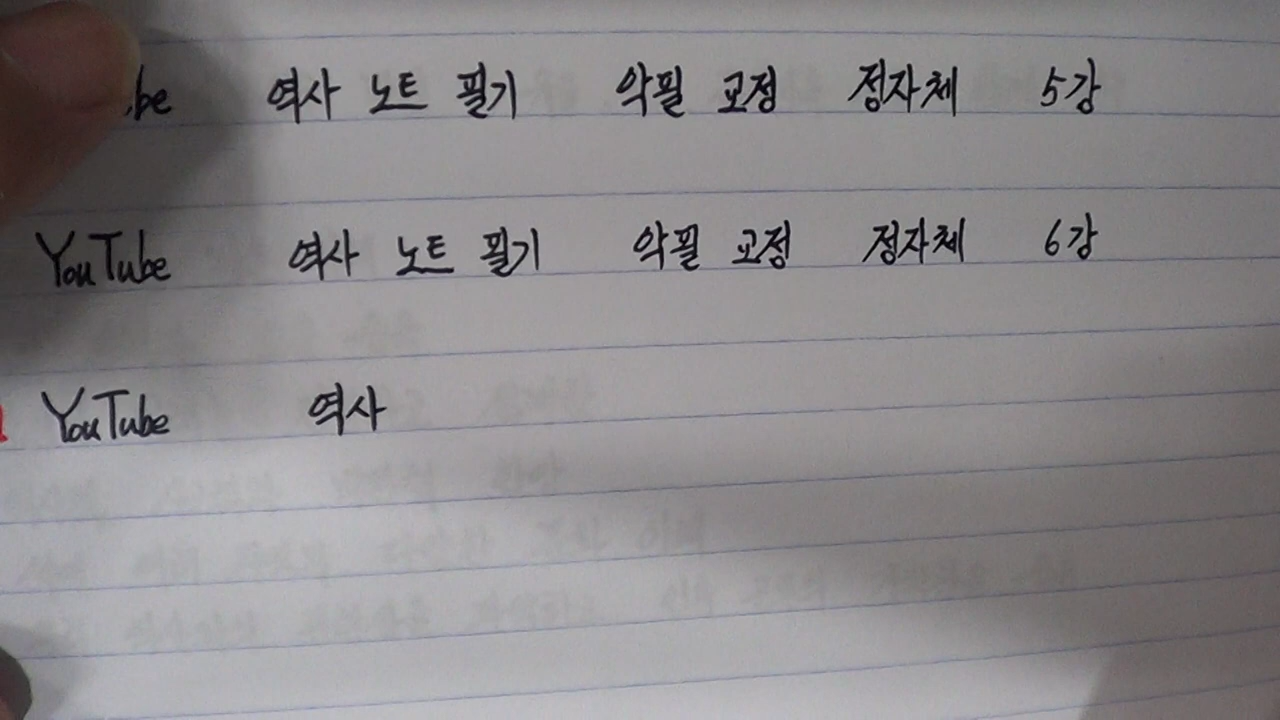 be 역사 노트 필기 악필 교정 정자체 5강
YouTube 역사 노트 필기 악필 교정 정자체 6강
YouTube 역사